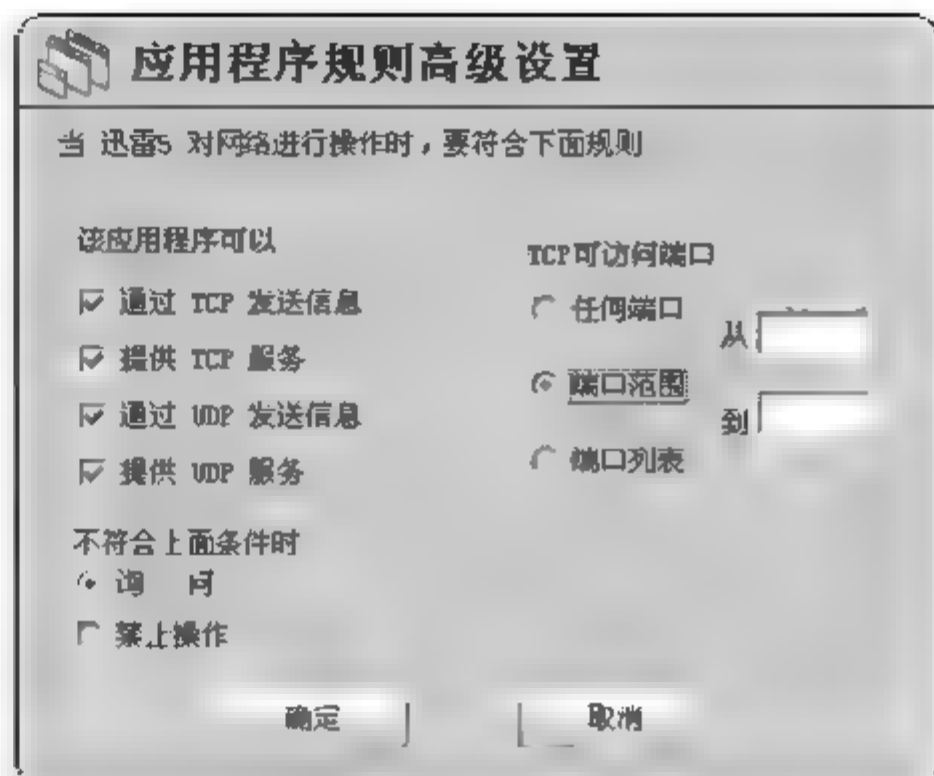 应用程序规则高级设置
当 迅雷5 对网络进行操作时，要符合下面规则
该应用程序可以
通过 TCP 发送信息
提供 TCP 服务
通过 UDP 发送信息
提供 UDP 服务
不符合上面条件时
询 问
禁止操作
TCP可访问端口
任何端口
端口范围
端口列表
从
到
确定
取消